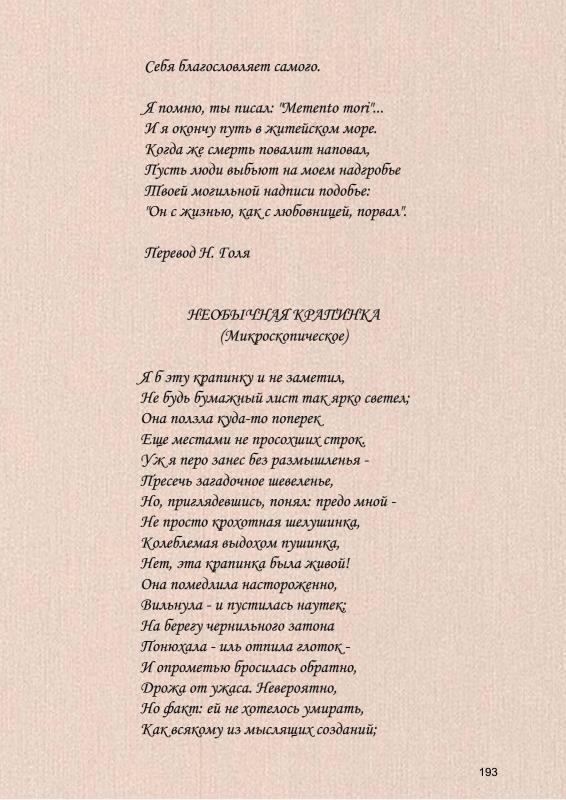 Себя благословляет самого.
Я помню, ты писал: "Memento mori"...
И я окончу путь в житейском море.
Когда же смерть повалит наповал,
Пусть люди выбьют на моем надгробье
Твоей могильной надписи подобье:
"Он с жизнью, как с любовницей, порвал".
Перевод Н. Голя
НЕОБЫЧНАЯ КРАПИНКА
(Микроскопическое)
Я б эту крапинку и не заметил,
Не будь бумажный лист так ярко светел;
Она ползла куда-то поперек
Еще местами не просохших строк.
Уж я перо занес без размышленья -
Пресечь загадочное шевеленье,
Но, приглядевшись, понял: предо мной -
Не просто крохотная шелушинка,
Колеблемая выдохом пушинка,
Нет, эта крапинка была живой!
Она помедлила настороженно,
Вильнула - и пустилась наутек;
На берегу чернильного затона
Понюхала - иль отпила глоток -
И опрометью бросилась обратно,
Дрожа от ужаса. Невероятно,
Но факт: ей не хотелось умирать,
Как всякому из мыслящих созданий;
193